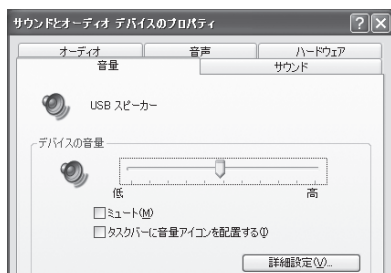 サウンドとオーディオ デバイスのプロパティ
オーディオ 音声 ハードウェア
音量 サウンド
USB スピーカー
デバイスの音量
低 高
ミュート(M)
タスクバーに音量アイコンを配置する(I)
詳細設定(V)...